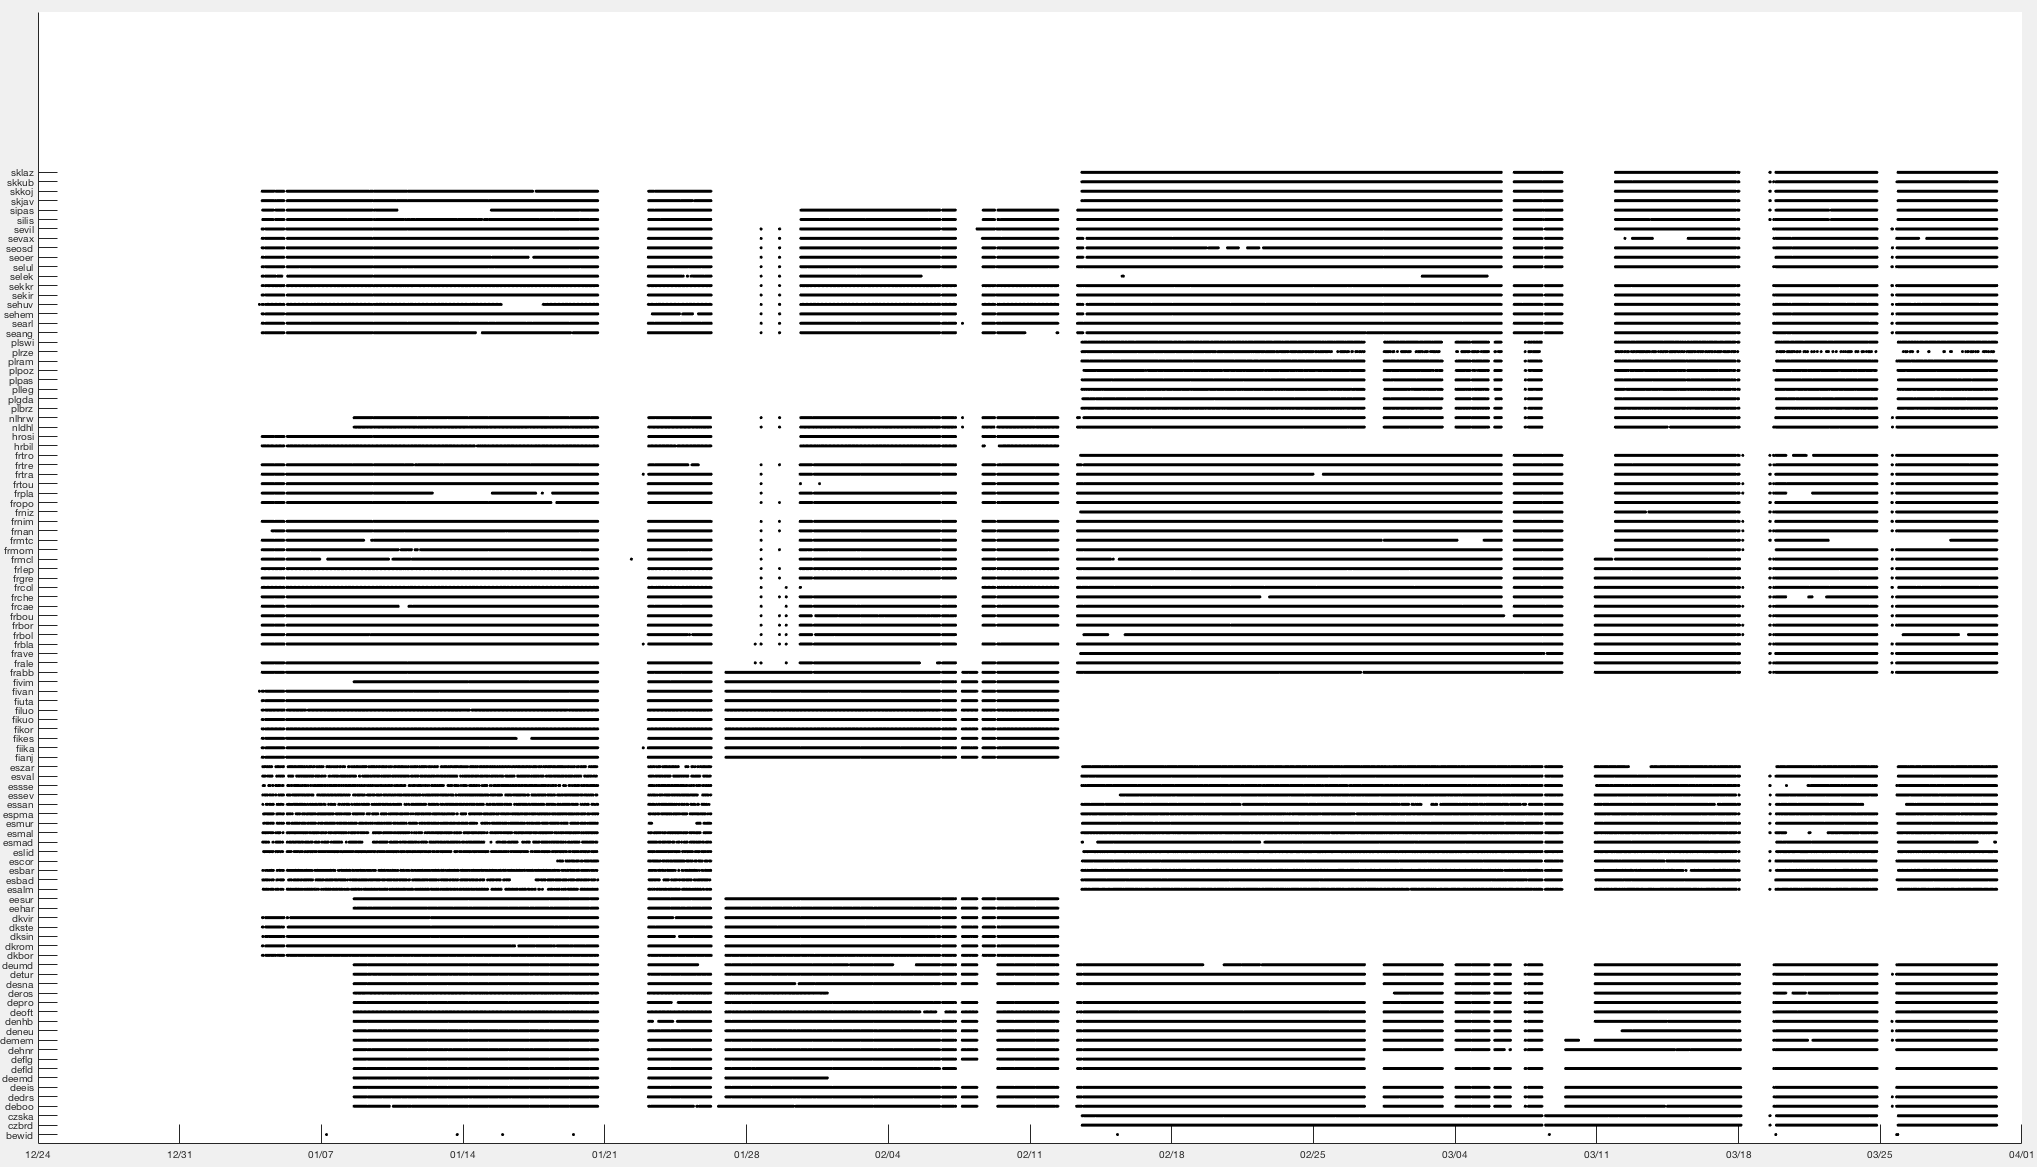 sklaz
skkub
skkoj
skjav
sipas
silis
sevil
sevax
seosd
seoer
selul
selek
sekkr
sekir
sehuv
sehem
searl
seang
plswi
plrze
plram
plpoz
plpas
plleg
plgda
plbrz
nlhrw
nldhl
hrosi
hrbil
frtro
frtre
frtra
frtou
frpla
fropo
frniz
frnim
frnan
frmtc
frmom
frmcl
frlep
frgre
frcol
frche
frcae
frbou
frbor
frbol
frbla
frave
frale
frabb
fivim
fivan
fiuta
filuo
fikuo
fikor
fikes
fiika
fianj
eszar
esval
essse
essev
essan
espma
esmur
esmal
esmad
eslid
escor
esbar
esbad
esalm
eesur
eehar
dkvir
dkste
dksin
dkrom
dkbor
deumd
detur
desna
deros
depro
deoft
denhb
deneu
demem
dehnr
deflg
defld
deemd
deeis
dedrs
deboo
czska
czbrd
bewid
12/24 12/31 01/07 01/14 01/21 01/28 02/04 02/11 02/18 02/25 03/04 03/11 03/18 03/25 04/01